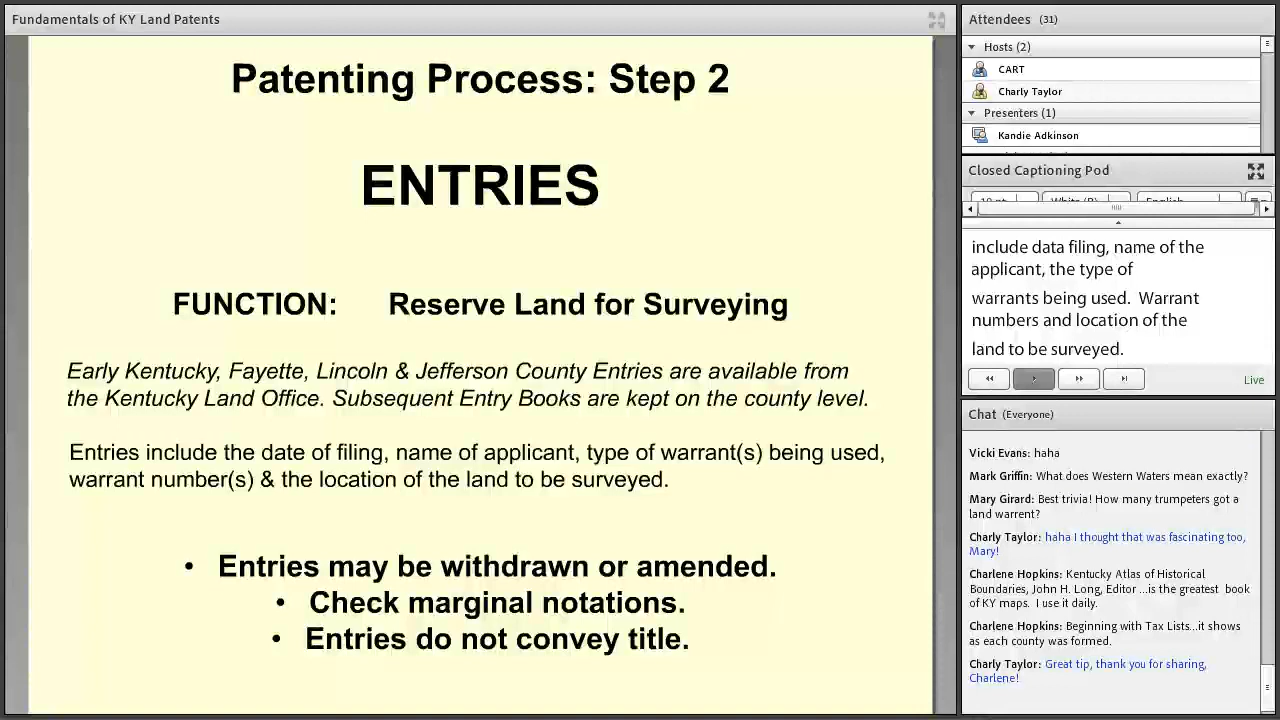 Fundamentals of KY Land Patents
Patenting Process: Step 2
ENTRIES
FUNCTION: Reserve Land for Surveying
Early Kentucky, Fayette, Lincoln & Jefferson County Entries are available from
the Kentucky Land Office. Subsequent Entry Books are kept on the county level.
Entries include the date of filing, name of applicant, type of warrant(s) being used,
warrant number(s) & the location of the land to be surveyed.
• Entries may be withdrawn or amended.
• Check marginal notations.
• Entries do not convey title.
Attendees (31)
Hosts (2)
CART
Charly Taylor
Presenters (1)
Kandie Adkinson
Closed Captioning Pod
include data filing, name of the
applicant, the type of
warrants being used. Warrant
numbers and location of the
land to be surveyed.
Live
Chat (Everyone)
Vicki Evans: haha
Mark Griffin: What does Western Waters mean exactly?
Mary Girard: Best trivia! How many trumpeters got a
land warrent?
Charly Taylor: haha I thought that was fascinating too,
Mary!
Charlene Hopkins: Kentucky Atlas of Historical
Boundaries, John H. Long, Editor ...is the greatest book
of KY maps. I use it daily.
Charlene Hopkins: Beginning with Tax Lists...it shows
as each county was formed.
Charly Taylor: Great tip, thank you for sharing,
Charlene!